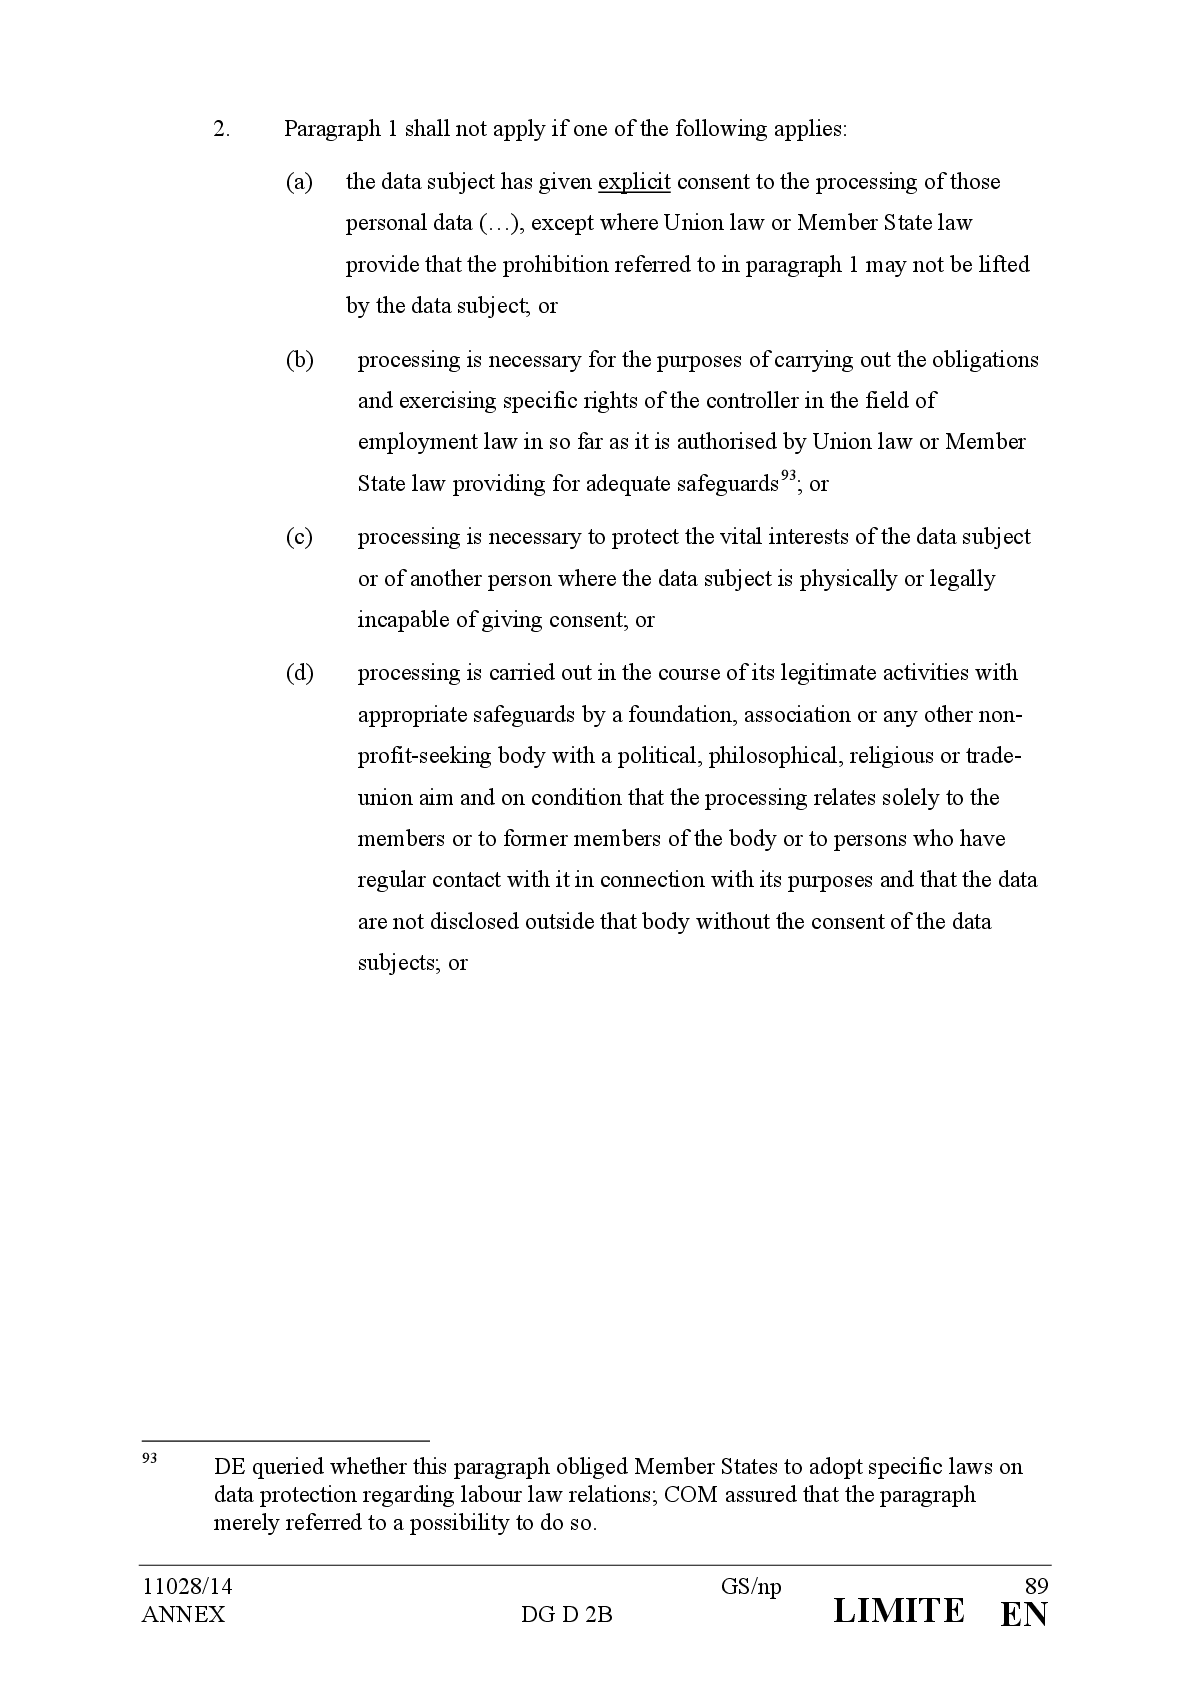 2. Paragraph 1 shall not apply if one of the following applies:
(a) the data subject has given explicit consent to the processing of those
personal data (…), except where Union law or Member State law
provide that the prohibition referred to in paragraph 1 may not be lifted
by the data subject; or
(b) processing is necessary for the purposes of carrying out the obligations
and exercising specific rights of the controller in the field of
employment law in so far as it is authorised by Union law or Member
State law providing for adequate safeguards93; or
(c) processing is necessary to protect the vital interests of the data subject
or of another person where the data subject is physically or legally
incapable of giving consent; or
(d) processing is carried out in the course of its legitimate activities with
appropriate safeguards by a foundation, association or any other non-
profit-seeking body with a political, philosophical, religious or trade-
union aim and on condition that the processing relates solely to the
members or to former members of the body or to persons who have
regular contact with it in connection with its purposes and that the data
are not disclosed outside that body without the consent of the data
subjects; or
93 DE queried whether this paragraph obliged Member States to adopt specific laws on
data protection regarding labour law relations; COM assured that the paragraph
merely referred to a possibility to do so.
11028/14 GS/np 89
ANNEX DG D 2B LIMITE EN